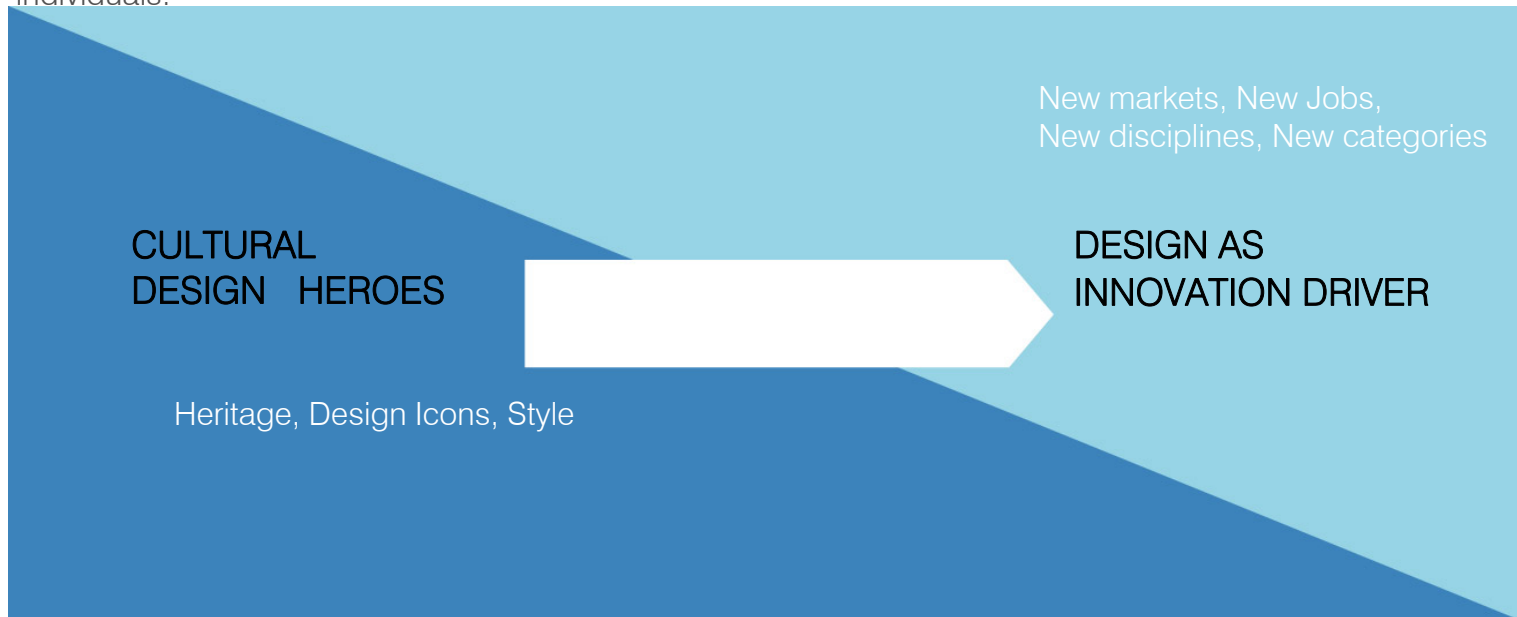 individuals.
New markets, New Jobs,
New disciplines, New categories
CULTURAL
DESIGN HEROES
DESIGN AS
INNOVATION DRIVER
Heritage, Design Icons, Style